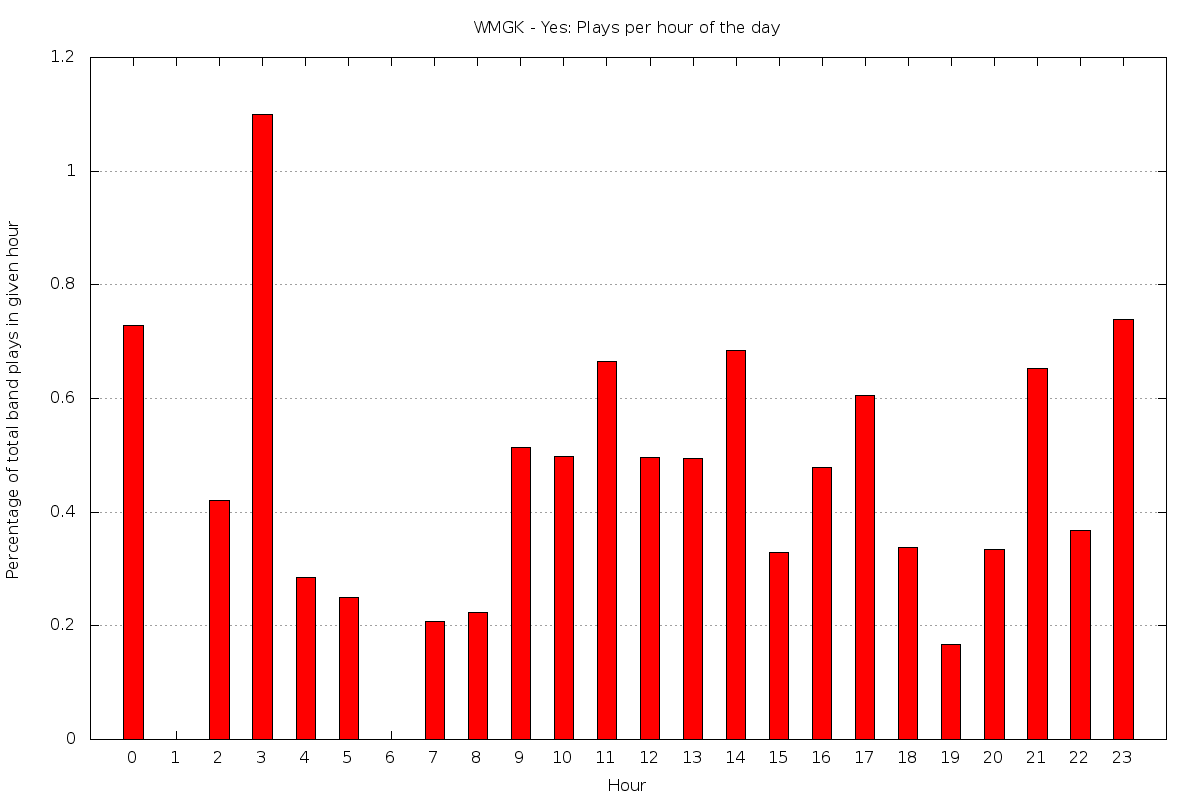 WMGK - Yes: Plays per hour of the day
Percentage of total band plays in given hour
1.2
1
0.8
0.6
0.4
0.2
0
0 1 2 3 4 5 6 7 8 9 10 11 12 13 14 15 16 17 18 19 20 21 22 23
Hour